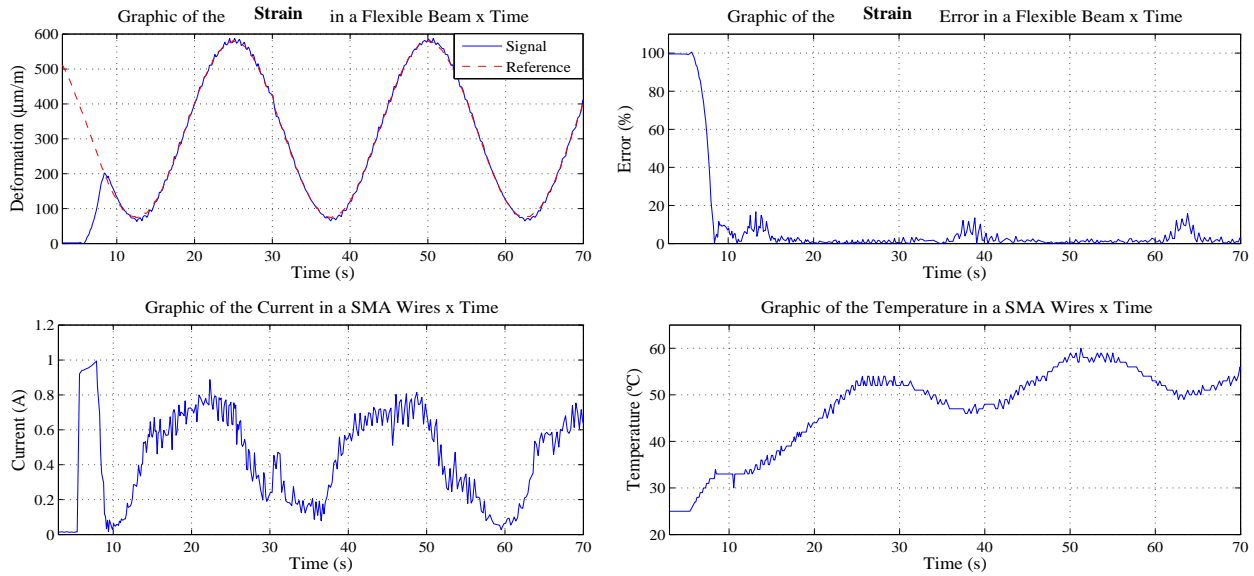 Graphic of the Strain in a Flexible Beam x Time
600
500
400
300
200
100
0
Deformation (μm/m)
Signal
Reference
10 20 30 40 50 60 70
Time (s)
Graphic of the Strain Error in a Flexible Beam x Time
100
80
60
40
20
0
Error (%)
10 20 30 40 50 60 70
Time (s)
Graphic of the Current in a SMA Wires x Time
1.2
1
0.8
0.6
0.4
0.2
0
Current (A)
10 20 30 40 50 60 70
Time (s)
Graphic of the Temperature in a SMA Wires x Time
60
50
40
30
20
Temperature (ºC)
10 20 30 40 50 60 70
Time (s)